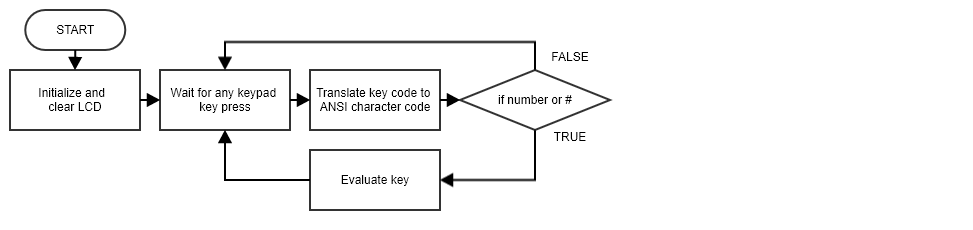 START
FALSE
Initialize and
clear LCD
Wait for any keypad
key press
Translate key code to
ANSI character code
if number or #
TRUE
Evaluate key